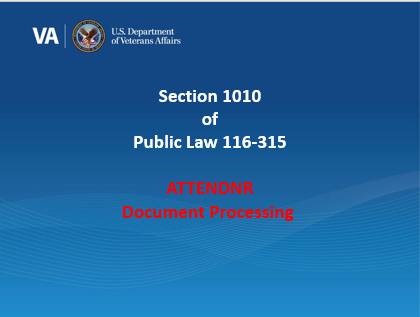 VA
U.S. Department
of Veterans Affairs
Section 1010
of
Public Law 116-315
ATTENDNR
Document Processing